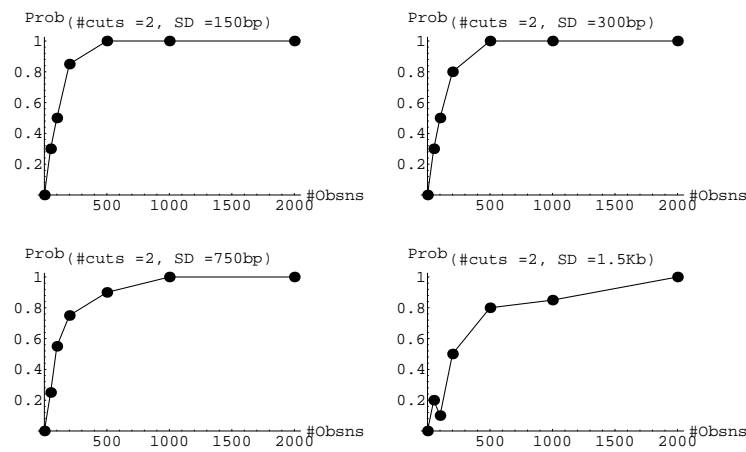 Prob (#cuts =2, SD =150bp)
1
0.8
0.6
0.4
0.2
500 1000 1500 2000 #Obsns
Prob (#cuts =2, SD =300bp)
1
0.8
0.6
0.4
0.2
500 1000 1500 2000 #Obsns
Prob (#cuts =2, SD =750bp)
1
0.8
0.6
0.4
0.2
500 1000 1500 2000 #Obsns
Prob (#cuts =2, SD =1.5Kb)
1
0.8
0.6
0.4
0.2
500 1000 1500 2000 #Obsns